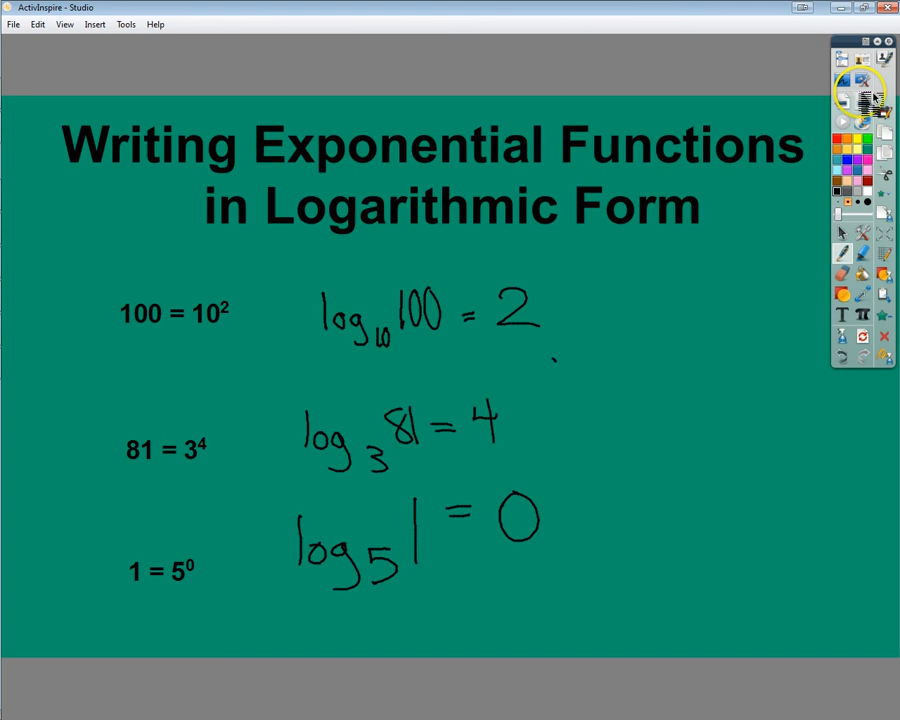 ActivInspire - Studio
File Edit View Insert Tools Help
Writing Exponential Functions
in Logarithmic Form
100 = 10² log₁₀100 = 2
81 = 3⁴ log₃81 = 4
1 = 5⁰ log₅1 = 0